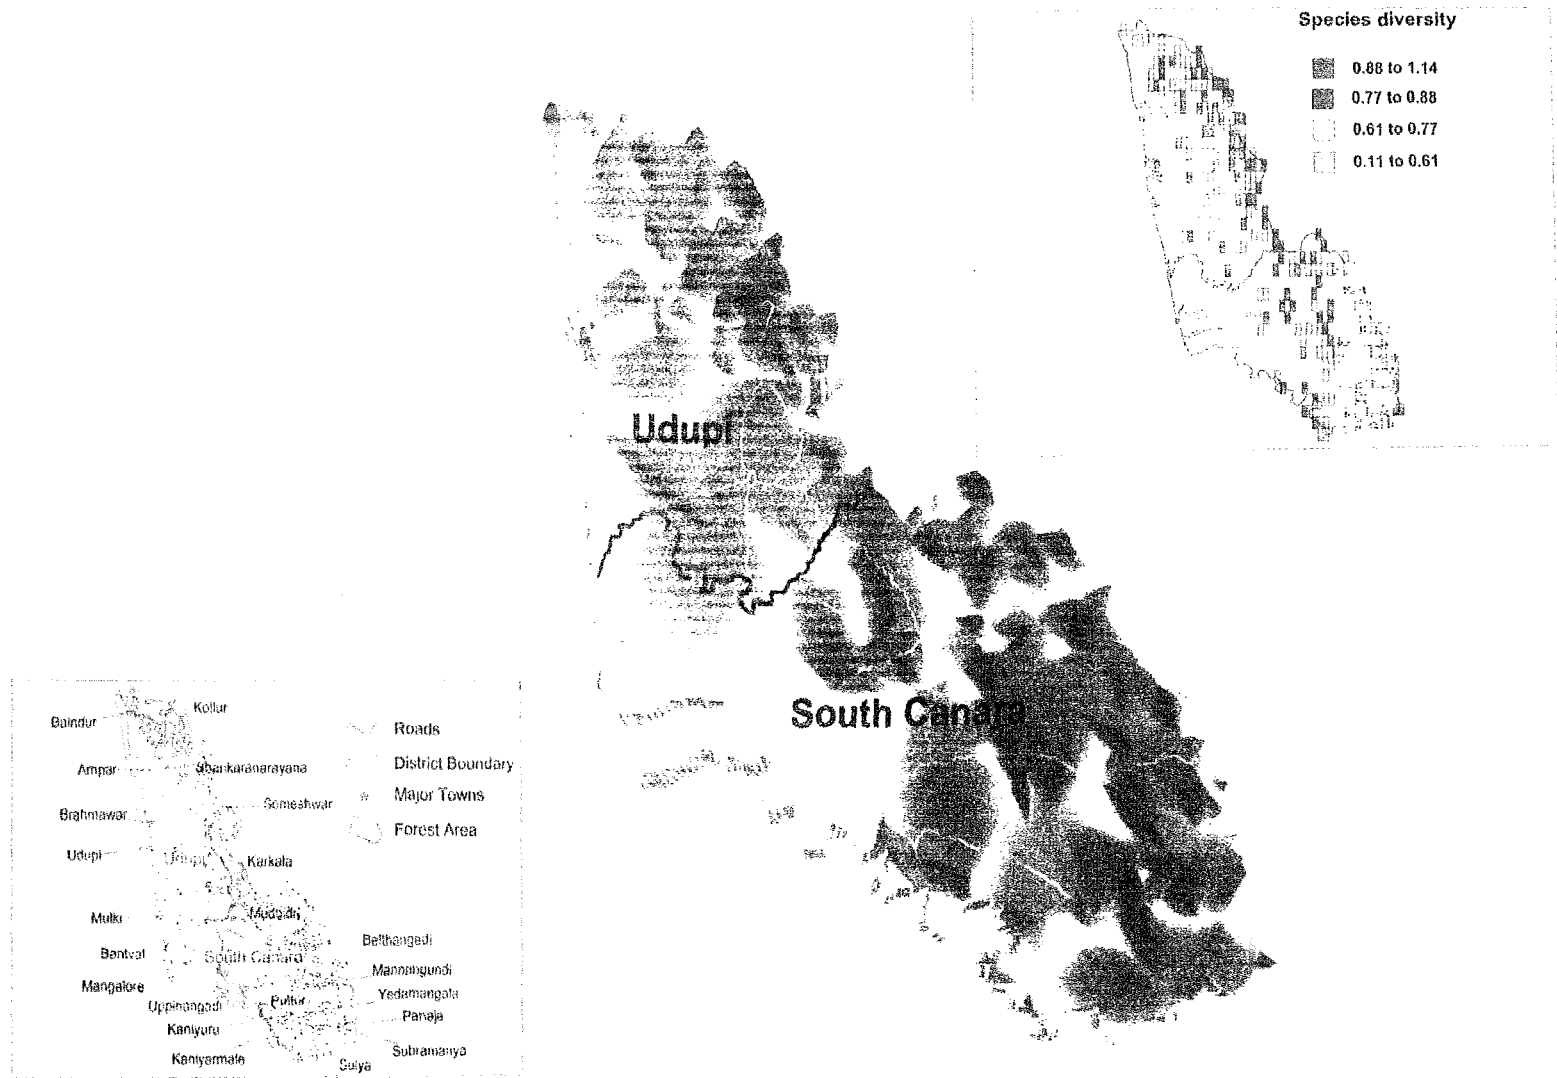 Species diversity
0.88 to 1.14
0.77 to 0.88
0.61 to 0.77
0.11 to 0.61
Udupi
South Canara
Kollur
Baindur
Roads
District Boundary
Ampar
Shankaranarayana
Major Towns
Someshwar
Brahmawar
Forest Area
Udupi
Udupi
Karkala
Mulki
Mudgidri
Belthangadi
Bantval
South Canara
Mannangundi
Mangalore
Yedamangala
Uppinangadi
Puttur
Panaja
Kaniyuru
Subramanya
Kaniyarmale
Sulya